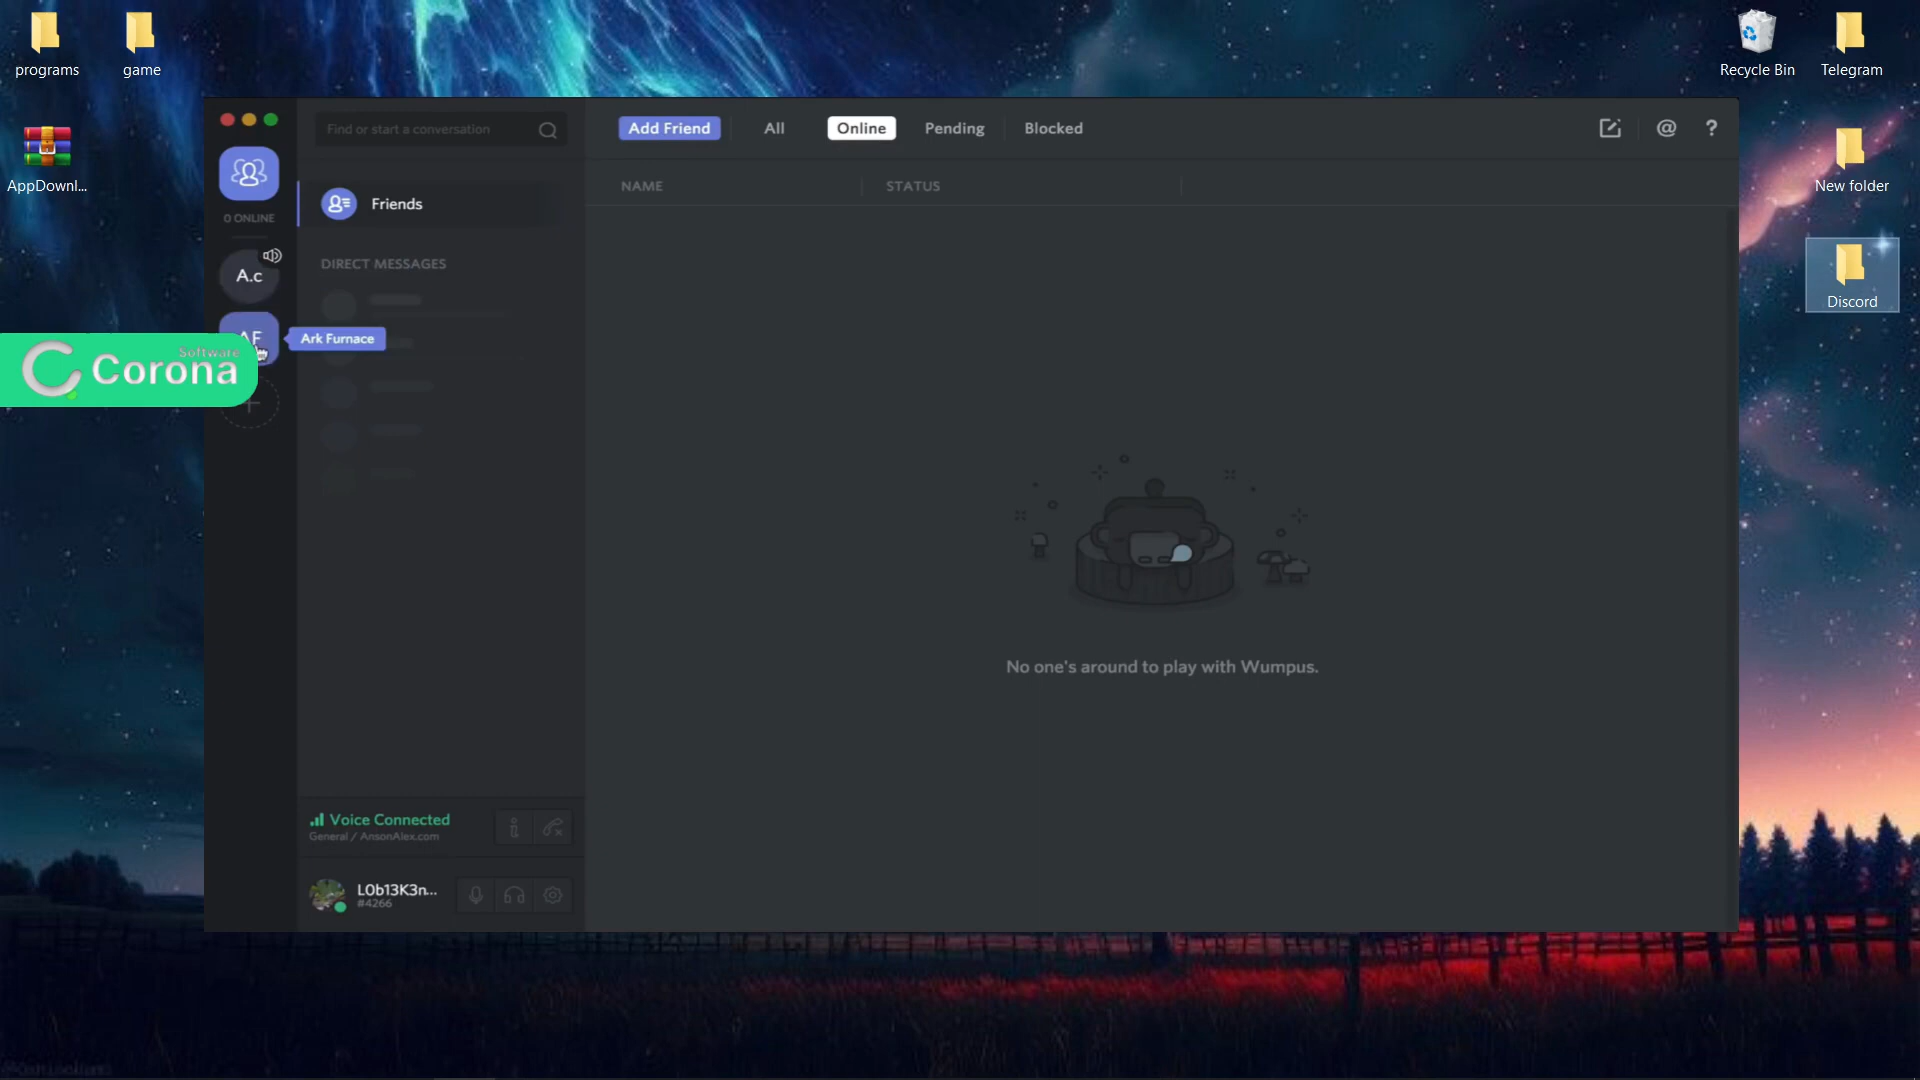 programs
game
Recycle Bin
Telegram
AppDownl...
New folder
Discord
Find or start a conversation
Add Friend
All
Online
Pending
Blocked
@
?
0 ONLINE
Friends
NAME
STATUS
A.c
DIRECT MESSAGES
AF
Ark Furnace
Software
Corona
No one's around to play with Wumpus.
Voice Connected
General / AnsonAlex.com
L0b13K3n...
#4266